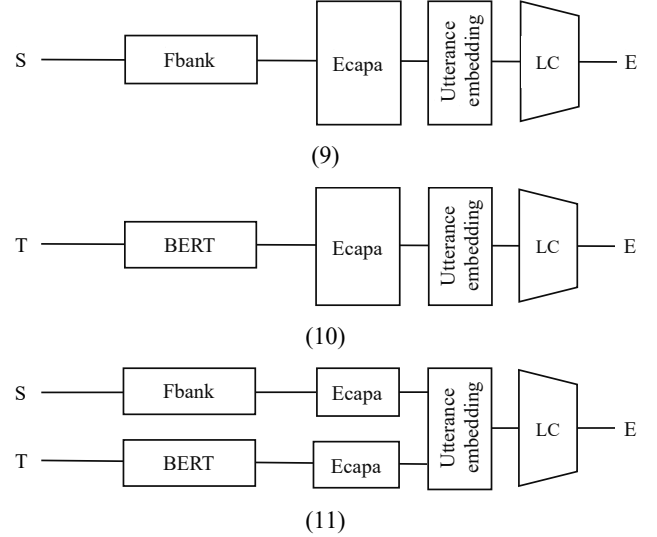 S Fbank Ecapa Utterance embedding LC E
(9)
T BERT Ecapa Utterance embedding LC E
(10)
S Fbank Ecapa Utterance embedding LC E
T BERT Ecapa
(11)